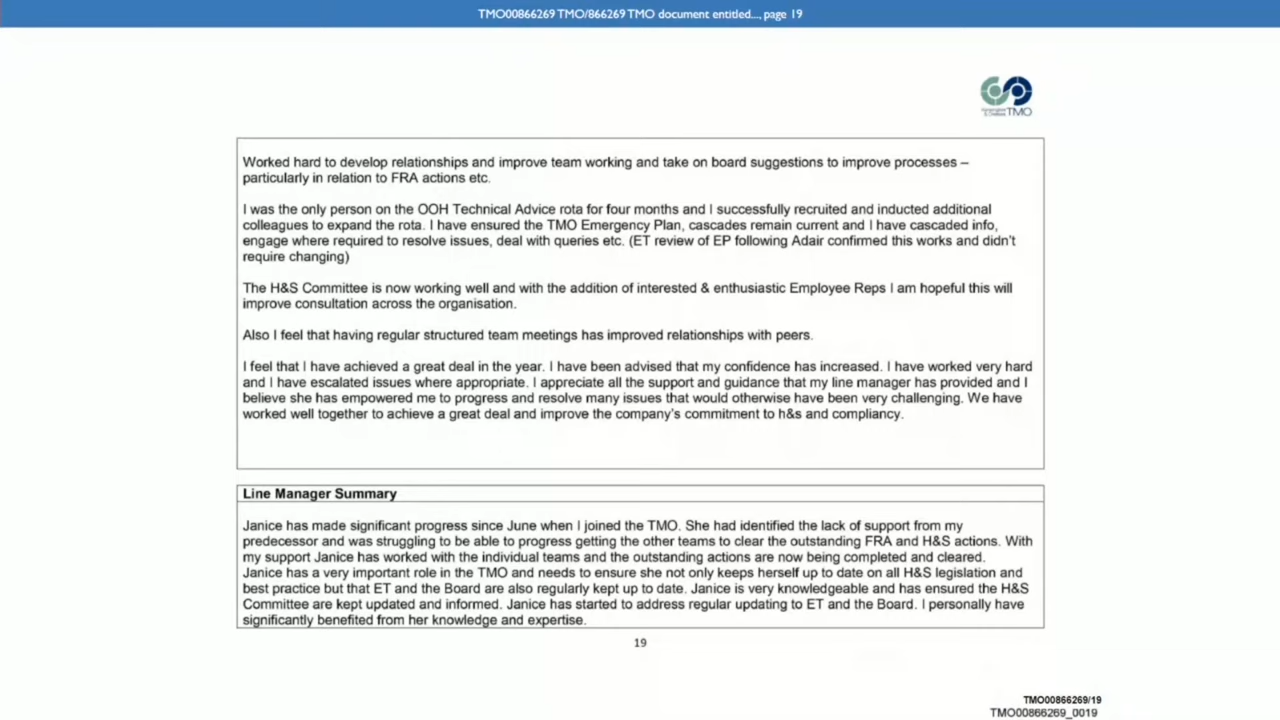 TMO00866269 TMO/866269 TMO document entitled..., page 19
TMO
Worked hard to develop relationships and improve team working and take on board suggestions to improve processes –
particularly in relation to FRA actions etc.
I was the only person on the OOH Technical Advice rota for four months and I successfully recruited and inducted additional
colleagues to expand the rota. I have ensured the TMO Emergency Plan, cascades remain current and I have cascaded info,
engage where required to resolve issues, deal with queries etc. (ET review of EP following Adair confirmed this works and didn't
require changing)
The H&S Committee is now working well and with the addition of interested & enthusiastic Employee Reps I am hopeful this will
improve consultation across the organisation.
Also I feel that having regular structured team meetings has improved relationships with peers.
I feel that I have achieved a great deal in the year. I have been advised that my confidence has increased. I have worked very hard
and I have escalated issues where appropriate. I appreciate all the support and guidance that my line manager has provided and I
believe she has empowered me to progress and resolve many issues that would otherwise have been very challenging. We have
worked well together to achieve a great deal and improve the company's commitment to h&s and compliancy.
Line Manager Summary
Janice has made significant progress since June when I joined the TMO. She had identified the lack of support from my
predecessor and was struggling to be able to progress getting the other teams to clear the outstanding FRA and H&S actions. With
my support Janice has worked with the individual teams and the outstanding actions are now being completed and cleared.
Janice has a very important role in the TMO and needs to ensure she not only keeps herself up to date on all H&S legislation and
best practice but that ET and the Board are also regularly kept up to date. Janice is very knowledgeable and has ensured the H&S
Committee are kept updated and informed. Janice has started to address regular updating to ET and the Board. I personally have
significantly benefited from her knowledge and expertise.
19
TMO00866269/19
TMO00866269_0019